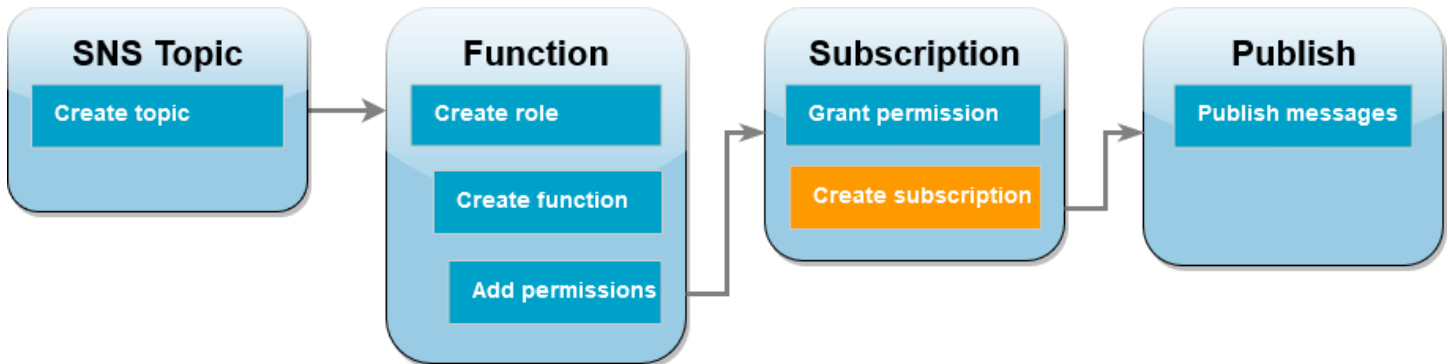 SNS Topic
Create topic
Function
Create role
Create function
Add permissions
Subscription
Grant permission
Create subscription
Publish
Publish messages